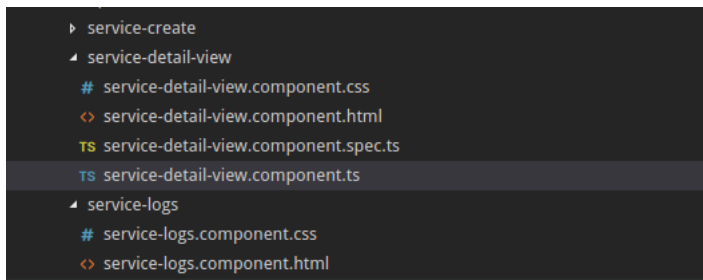 service-create
service-detail-view
# service-detail-view.component.css
<> service-detail-view.component.html
TS service-detail-view.component.spec.ts
TS service-detail-view.component.ts
service-logs
# service-logs.component.css
<> service-logs.component.html